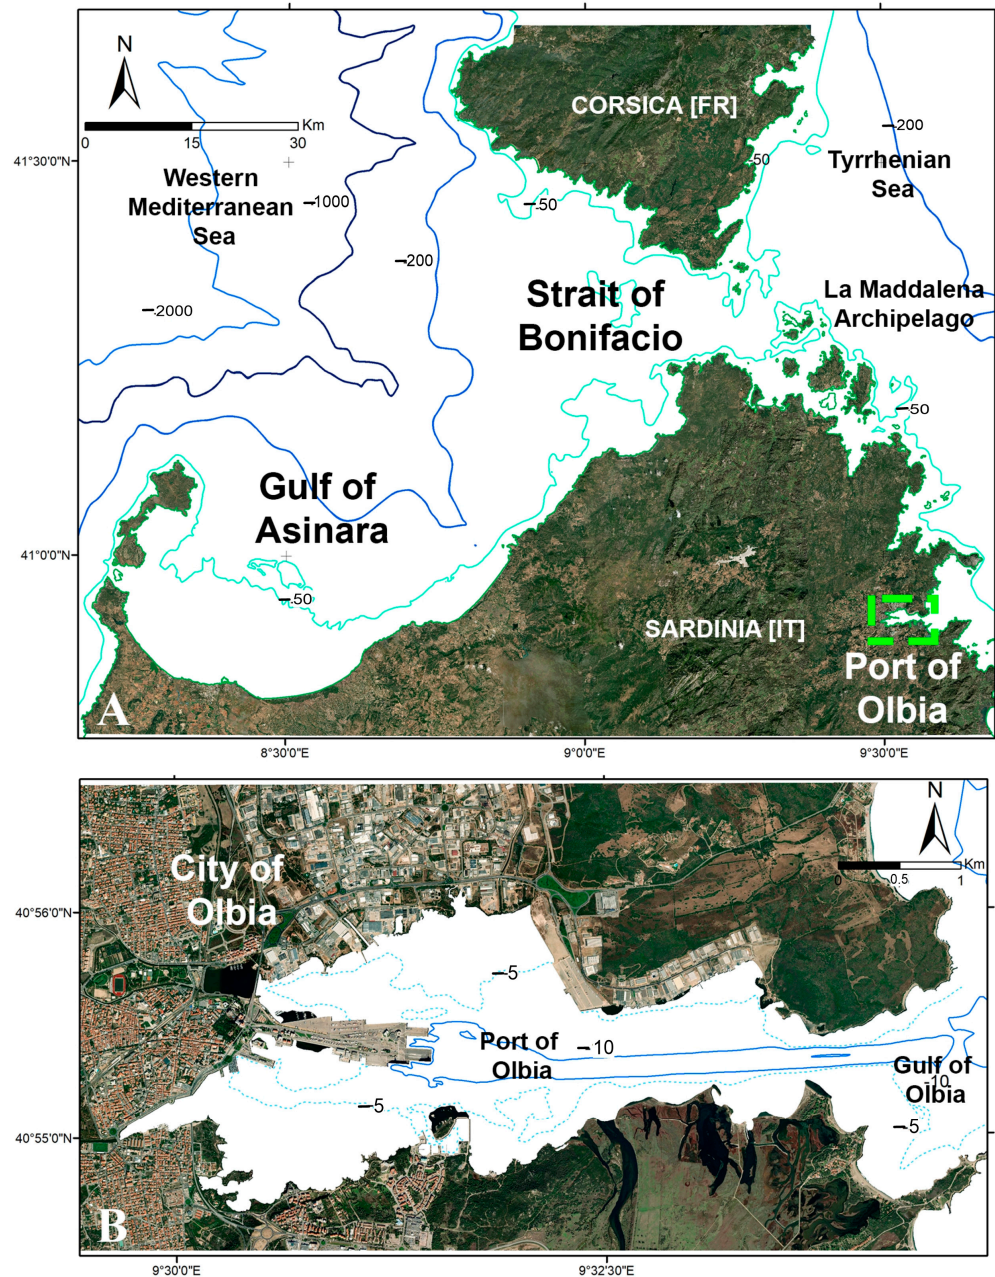 N
CORSICA [FR]
Km
0
15
30
-200
41°30'0"N
50
Tyrrhenian
Sea
Western
Mediterranean
Sea
-1000
-50
-200
La Maddalena
Archipelago
Strait of
Bonifacio
-2000
-50
Gulf of
Asinara
41°0'0"N
-50
SARDINIA [IT]
Port of
Olbia
A
8°30'0"E
9°0'0"E
9°30'0"E
N
City of
Olbia
Km
0
0.5
1
40°56'0"N
-5
Port of
Olbia
-10
Gulf of
Olbia
-10
-5
-5
40°55'0"N
B
9°30'0"E
9°32'30"E